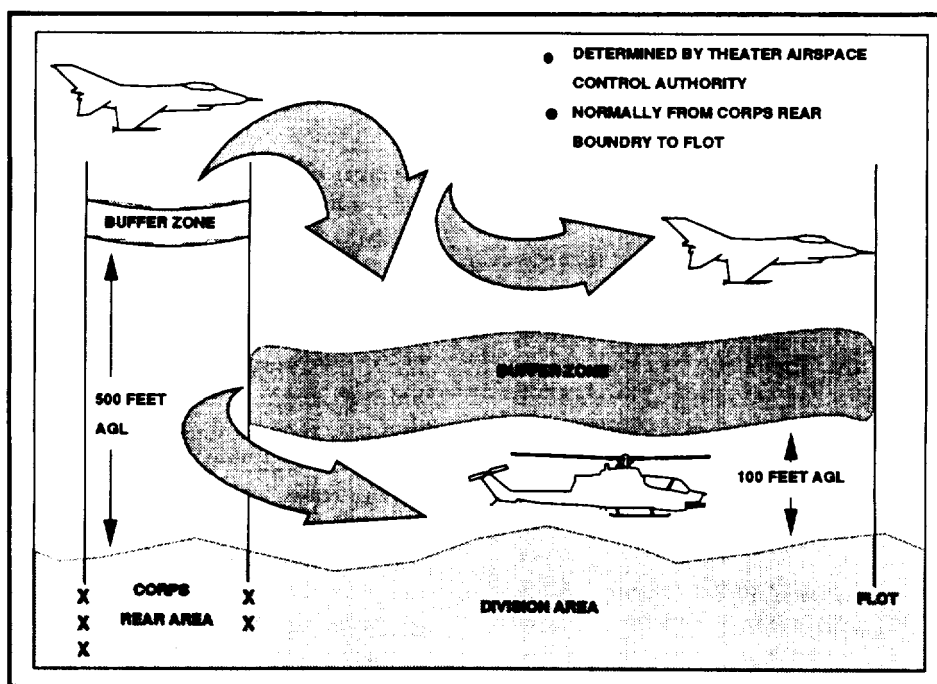 ● DETERMINED BY THEATER AIRSPACE
CONTROL AUTHORITY
● NORMALLY FROM CORPS REAR
BOUNDRY TO FLOT
BUFFER ZONE
BUFFER ZONE
500 FEET
AGL
100 FEET AGL
CORPS
REAR AREA
X
X
X
X
X
DIVISION AREA
FLOT